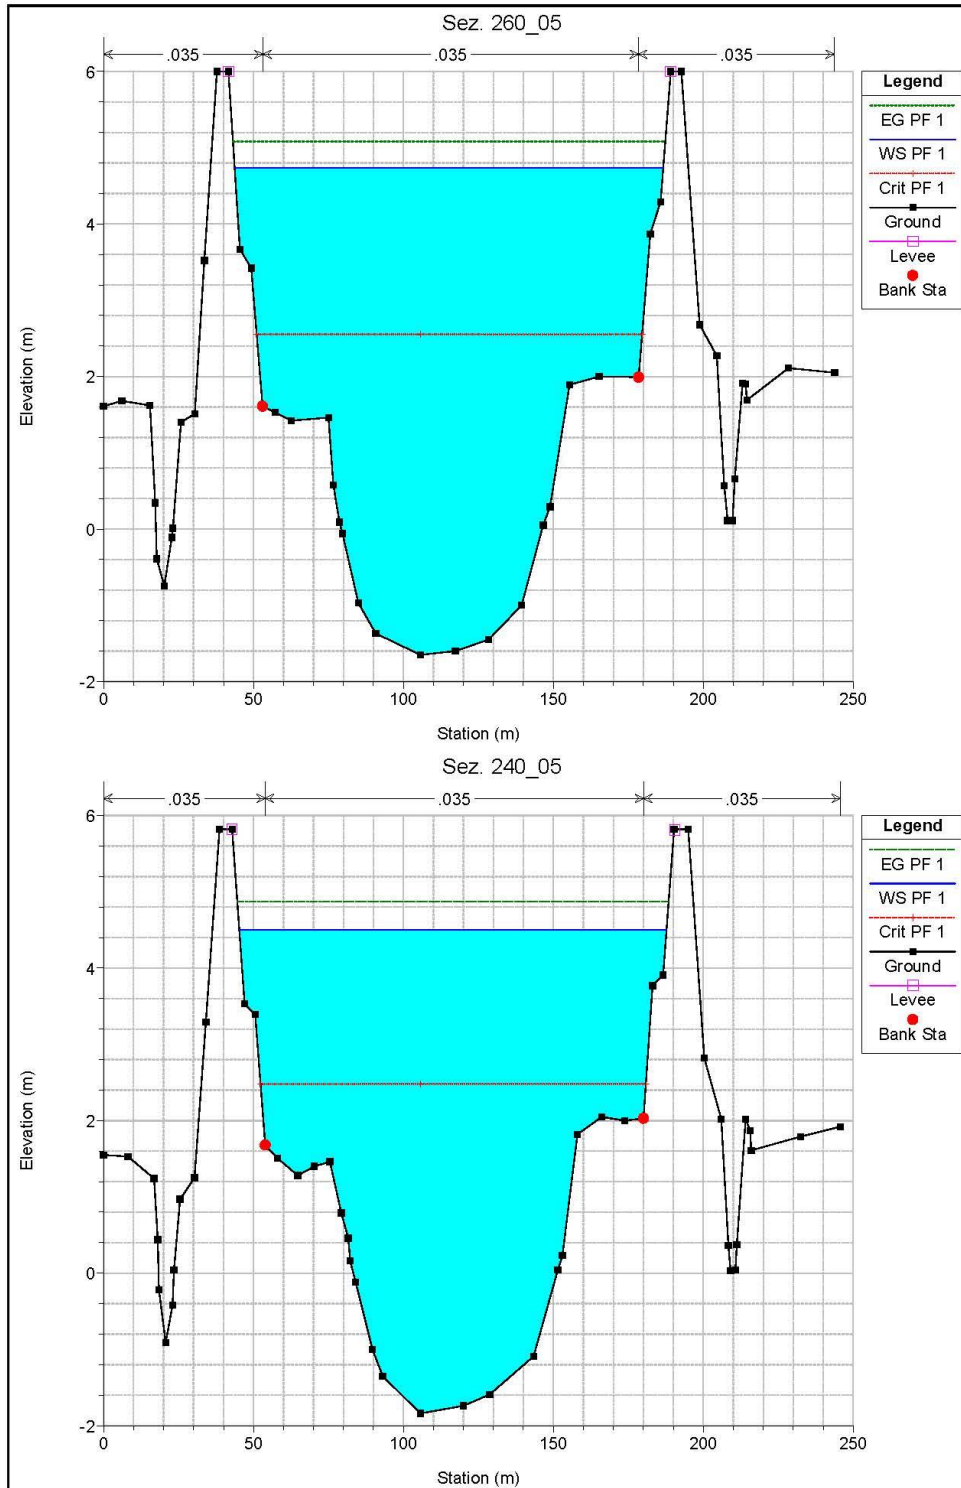 Sez. 260_05
.035 .035 .035
6
4
2
0
-2
0 50 100 150 200 250
Elevation (m)
Station (m)
Legend
EG PF 1
WS PF 1
Crit PF 1
Ground
Levee
Bank Sta
Sez. 240_05
.035 .035 .035
6
4
2
0
-2
0 50 100 150 200 250
Elevation (m)
Station (m)
Legend
EG PF 1
WS PF 1
Crit PF 1
Ground
Levee
Bank Sta